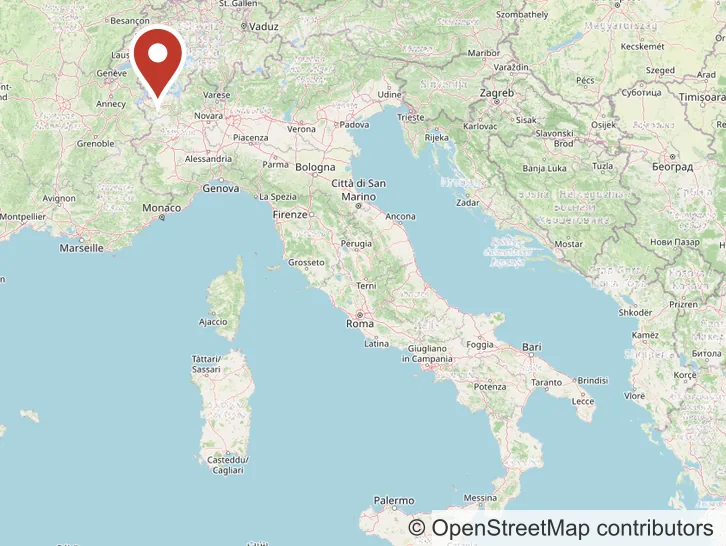 Besançon
St. Gallen
Vaduz
Szombathely
Kecskemét
Laus
Genève
Annecy
Varese
Novara
Grenoble
Piacenza
Verona
Padova
Udine
Trieste
Maribor
Varaždin
Zagreb
Karlovac
Rijeka
Sisak
Pécs
Szeged
Arad
Суботица
Timișoara
Osijek
Slavonski
Brod
Banja Luka
Tuzla
Београд
Alessandria
Parma
Bologna
Genova
La Spezia
Città di San
Marino
Monaco
Firenze
Ancona
Zadar
Avignon
Montpellier
Marseille
Perugia
Grosseto
Terni
Mostar
Нови Пазар
Ajaccio
Roma
Latina
Giugliano
in Campania
Foggia
Bari
Potenza
Taranto
Brindisi
Lecce
Shkodër
Prizren
Kamëz
Битола
Vlorë
Tàttari/
Sassari
Casteddu/
Cagliari
Palermo
Messina
© OpenStreetMap contributors